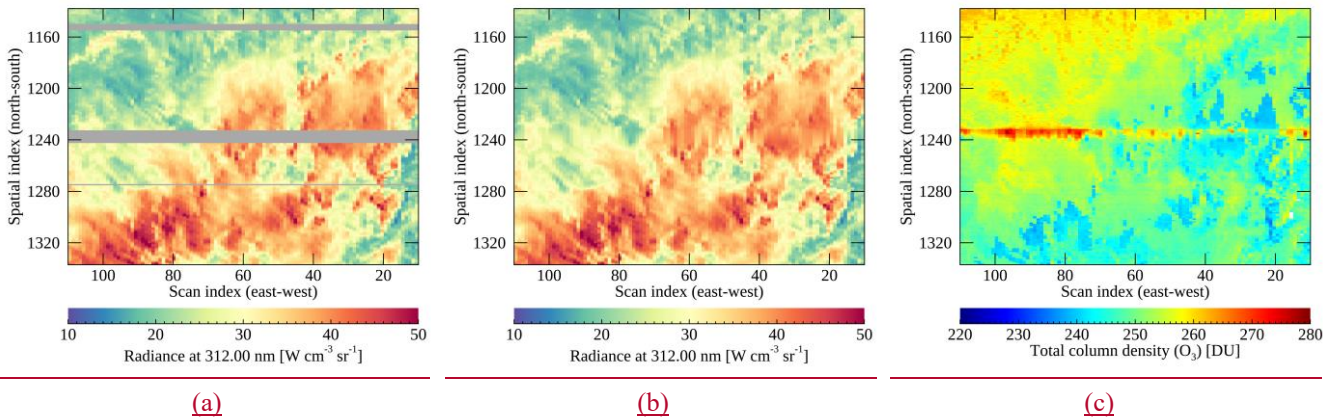 1160
1200
1240
1280
1320
Spatial index (north-south)
100 80 60 40 20
Scan index (east-west)
10 20 30 40 50
Radiance at 312.00 nm [W cm⁻³ sr⁻¹]
(a)
1160
1200
1240
1280
1320
Spatial index (north-south)
100 80 60 40 20
Scan index (east-west)
10 20 30 40 50
Radiance at 312.00 nm [W cm⁻³ sr⁻¹]
(b)
1160
1200
1240
1280
1320
Spatial index (north-south)
100 80 60 40 20
Scan index (east-west)
220 230 240 250 260 270 280
Total column density (O₃) [DU]
(c)